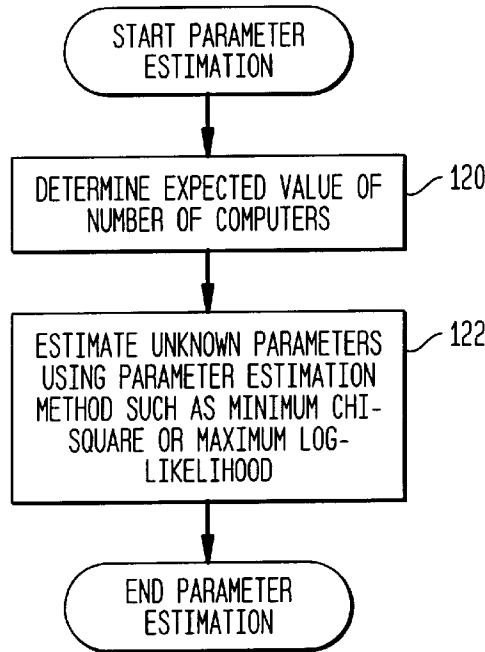 START PARAMETER
ESTIMATION
DETERMINE EXPECTED VALUE OF
NUMBER OF COMPUTERS
120
ESTIMATE UNKNOWN PARAMETERS
USING PARAMETER ESTIMATION
METHOD SUCH AS MINIMUM CHI-
SQUARE OR MAXIMUM LOG-
LIKELIHOOD
122
END PARAMETER
ESTIMATION